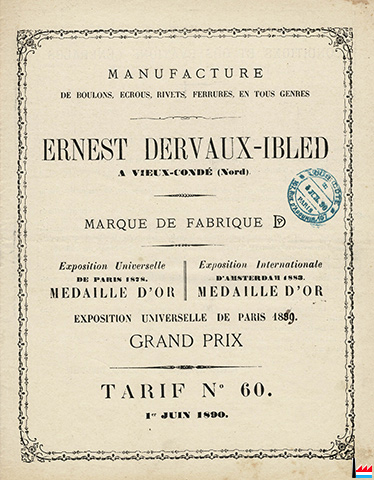 MANUFACTURE
DE BOULONS, ECROUS, RIVETS, FERRURES, EN TOUS GENRES
ERNEST DERVAUX-IBLED
A VIEUX-CONDÉ (Nord)
MARQUE DE FABRIQUE D
Exposition Universelle
DE PARIS 1878.
MEDAILLE D'OR
Exposition Internationale
D'AMSTERDAM 1883.
MEDAILLE D'OR
EXPOSITION UNIVERSELLE DE PARIS 1889.
GRAND PRIX
TARIF No 60.
1er JUIN 1890.